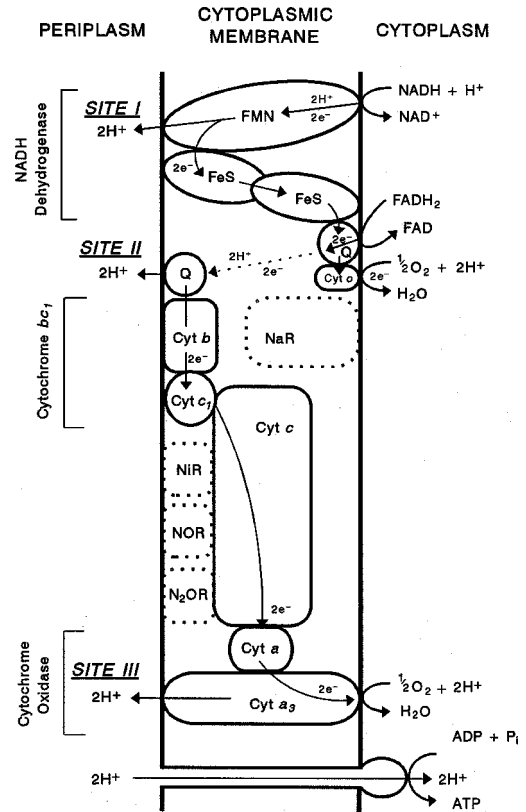 PERIPLASM
CYTOPLASMIC
MEMBRANE
CYTOPLASM
NADH
Dehydrogenase
SITE I
2H⁺
FMN
2H⁺
2e⁻
NADH + H⁺
NAD⁺
2e⁻
FeS
FeS
FADH₂
FAD
2e⁻
Q
SITE II
2H⁺
Q
2H⁺
2e⁻
Cyt o
2e⁻
½O₂ + 2H⁺
H₂O
Cytochrome bc₁
Cyt b
2e⁻
Cyt c₁
NaR
Cyt c
NiR
NOR
N₂OR
2e⁻
Cytochrome
Oxidase
SITE III
2H⁺
Cyt a
2e⁻
Cyt a₃
½O₂ + 2H⁺
H₂O
ADP + Pᵢ
2H⁺
2H⁺
ATP